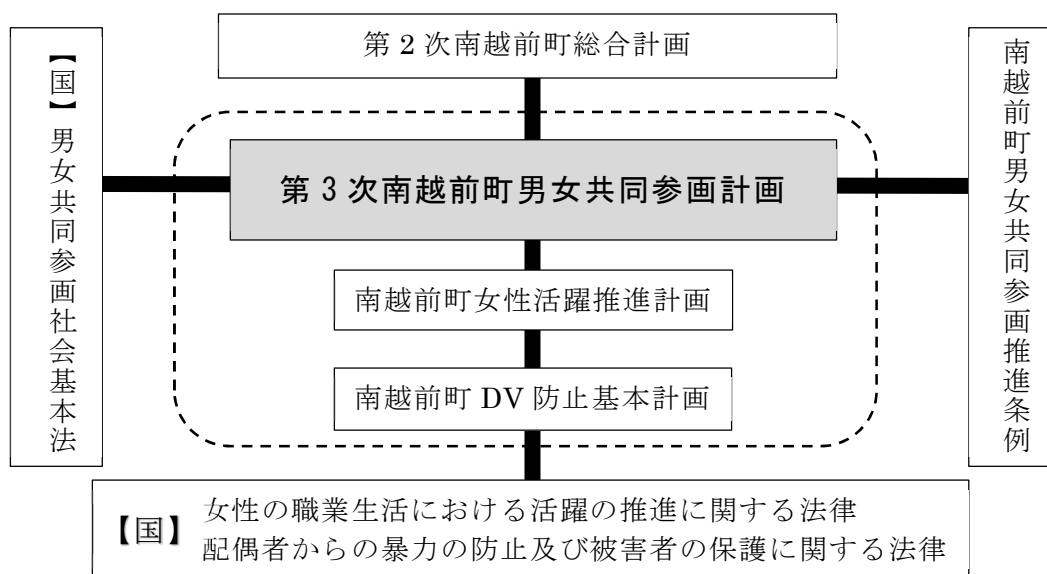 第2次南越前町総合計画
【国】男女共同参画社会基本法
第3次南越前町男女共同参画計画
南越前町男女共同参画推進条例
南越前町女性活躍推進計画
南越前町DV防止基本計画
【国】
女性の職業生活における活躍の推進に関する法律
配偶者からの暴力の防止及び被害者の保護に関する法律